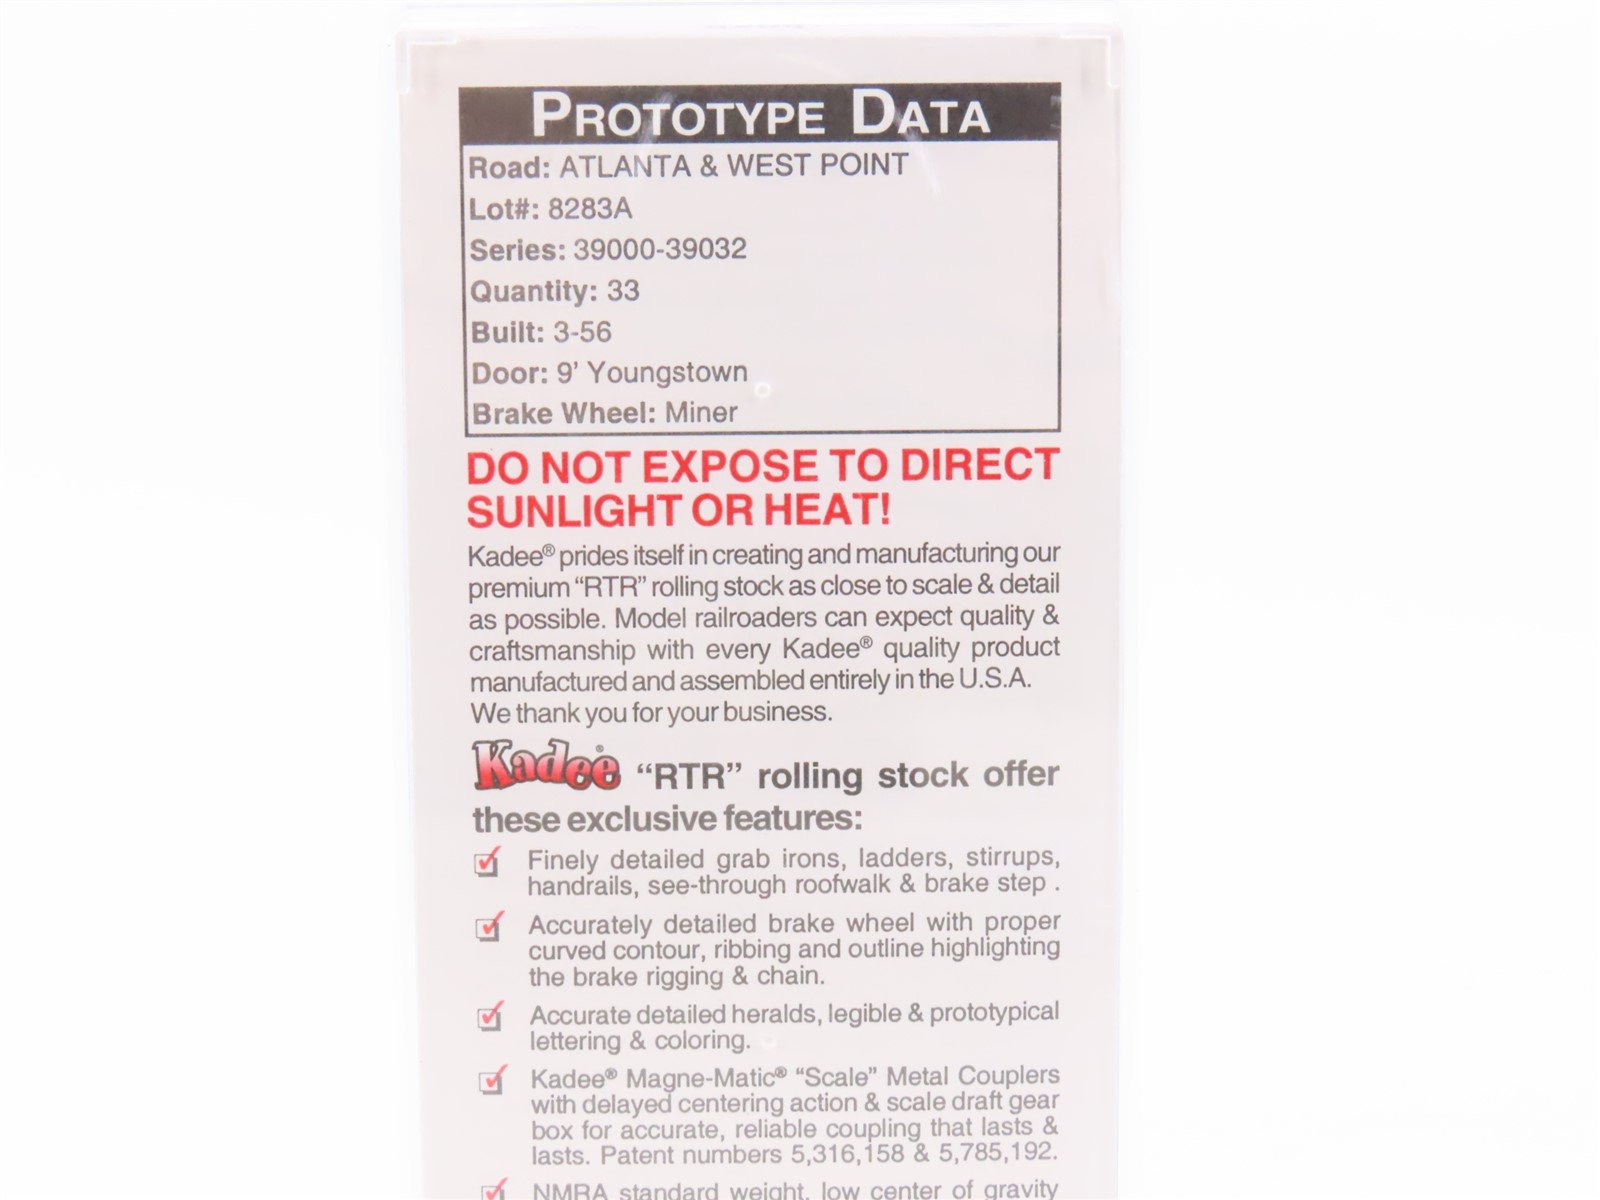 PROTOTYPE DATA
Road: ATLANTA & WEST POINT
Lot#: 8283A
Series: 39000-39032
Quantity: 33
Built: 3-56
Door: 9' Youngstown
Brake Wheel: Miner
DO NOT EXPOSE TO DIRECT
SUNLIGHT OR HEAT!
Kadee® prides itself in creating and manufacturing our
premium “RTR” rolling stock as close to scale & detail
as possible. Model railroaders can expect quality &
craftsmanship with every Kadee® quality product
manufactured and assembled entirely in the U.S.A.
We thank you for your business.
Kadee® “RTR” rolling stock offer
these exclusive features:
Finely detailed grab irons, ladders, stirrups,
handrails, see-through roofwalk & brake step .
Accurately detailed brake wheel with proper
curved contour, ribbing and outline highlighting
the brake rigging & chain.
Accurate detailed heralds, legible & prototypical
lettering & coloring.
Kadee® Magne-Matic® “Scale” Metal Couplers
with delayed centering action & scale draft gear
box for accurate, reliable coupling that lasts &
lasts. Patent numbers 5,316,158 & 5,785,192.
NMRA standard weight, low center of gravity